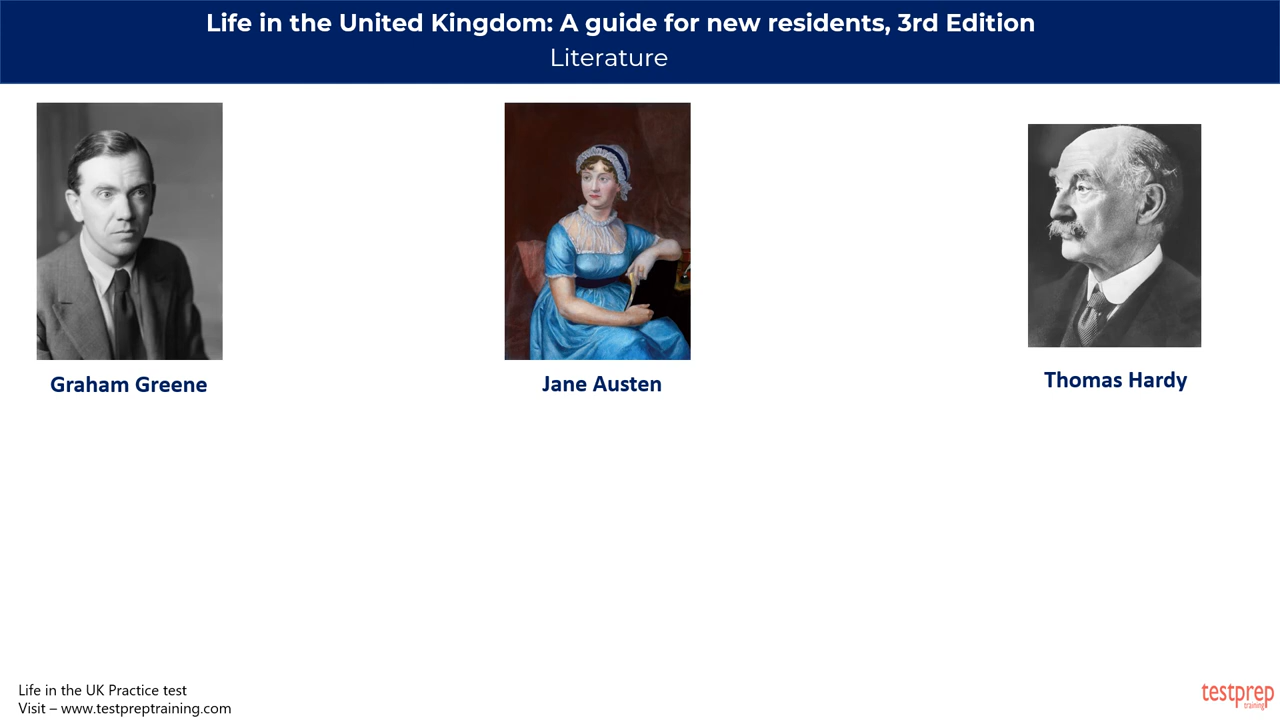 Life in the United Kingdom: A guide for new residents, 3rd Edition
Literature
Graham Greene
Jane Austen
Thomas Hardy
Life in the UK Practice test
Visit – www.testpreptraining.com
testprep
training